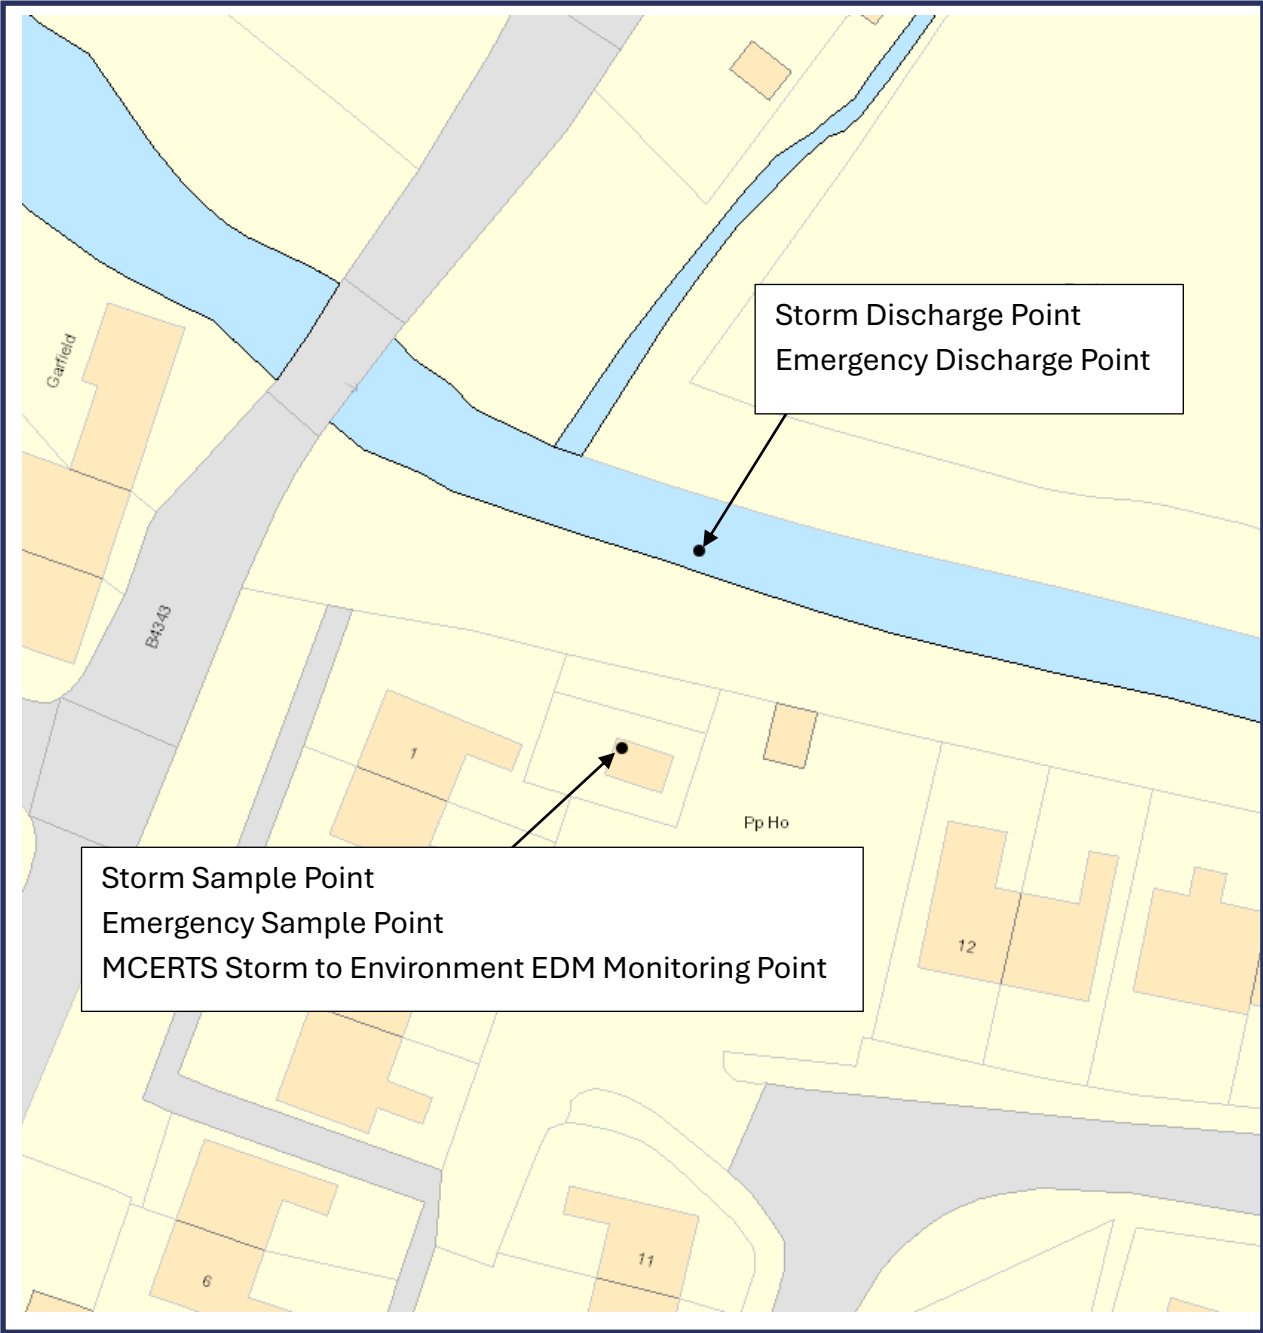 Storm Discharge Point
Emergency Discharge Point
Garfield
B4343
1
Pp Ho
Storm Sample Point
Emergency Sample Point
MCERTS Storm to Environment EDM Monitoring Point
12
11
6